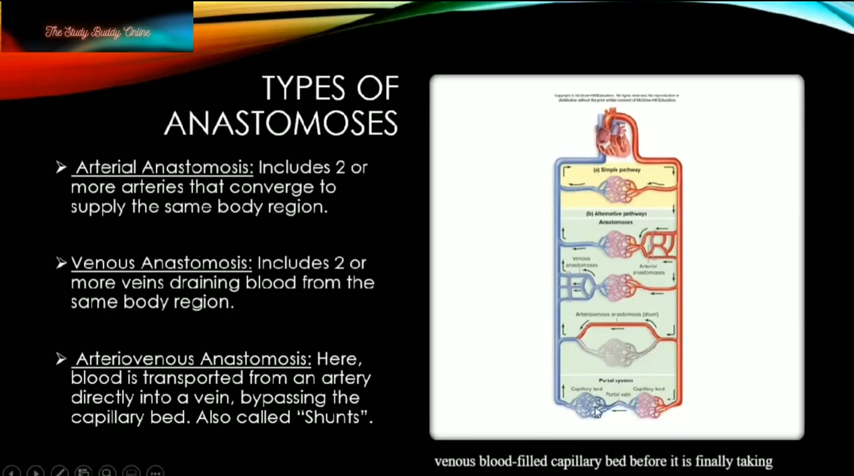 The Study Buddy Online
TYPES OF
ANASTOMOSES
Arterial Anastomosis: Includes 2 or
more arteries that converge to
supply the same body region.
Venous Anastomosis: Includes 2 or
more veins draining blood from the
same body region.
Arteriovenous Anastomosis: Here,
blood is transported from an artery
directly into a vein, bypassing the
capillary bed. Also called “Shunts”.
(a) Simple pathway
(b) Alternative pathways
Anastomoses
Venous
anastomoses
Arterial
anastomoses
Arteriovenous anastomosis (shunt)
Portal system
Capillary bed
Portal vein
Capillary bed
venous blood-filled capillary bed before it is finally taking